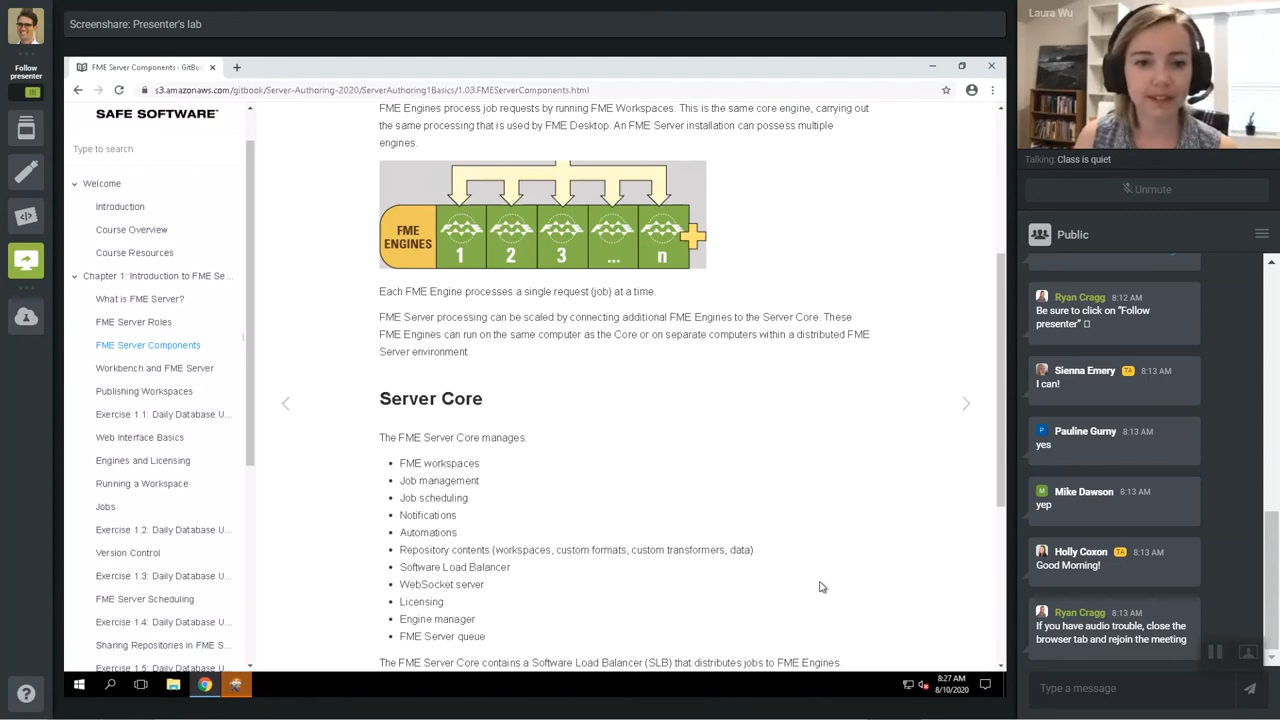 Screenshare: Presenter's lab
Follow
presenter
FME Server Components · GitBo
s3.amazonaws.com/gitbook/Server-Authoring-2020/ServerAuthoring1Basics/1.03.FMEServerComponents.html
SAFE SOFTWARE™
Type to search
Welcome
Introduction
Course Overview
Course Resources
Chapter 1: Introduction to FME Se...
What is FME Server?
FME Server Roles
FME Server Components
Workbench and FME Server
Publishing Workspaces
Exercise 1.1: Daily Database U...
Web Interface Basics
Engines and Licensing
Running a Workspace
Jobs
Exercise 1.2: Daily Database U...
Version Control
Exercise 1.3: Daily Database U...
FME Server Scheduling
Exercise 1.4: Daily Database U...
Sharing Repositories in FME S...
Exercise 1.5: Daily Database U...
FME Engines process job requests by running FME Workspaces. This is the same core engine, carrying out
the same processing that is used by FME Desktop. An FME Server installation can possess multiple
engines.
FME
ENGINES
1 2 3 ... n
Each FME Engine processes a single request (job) at a time.
FME Server processing can be scaled by connecting additional FME Engines to the Server Core. These
FME Engines can run on the same computer as the Core or on separate computers within a distributed FME
Server environment.
Server Core
The FME Server Core manages:
• FME workspaces
• Job management
• Job scheduling
• Notifications
• Automations
• Repository contents (workspaces, custom formats, custom transformers, data)
• Software Load Balancer
• WebSocket server
• Licensing
• Engine manager
• FME Server queue
The FME Server Core contains a Software Load Balancer (SLB) that distributes jobs to FME Engines.
8:27 AM
8/10/2020
Laura Wu
Talking: Class is quiet
Unmute
Public
Ryan Cragg 8:12 AM
Be sure to click on "Follow
presenter"
Sienna Emery TA 8:13 AM
I can!
P
Pauline Gurny 8:13 AM
yes
M
Mike Dawson 8:13 AM
yep
Holly Coxon TA 8:13 AM
Good Morning!
Ryan Cragg 8:13 AM
If you have audio trouble, close the
browser tab and rejoin the meeting
Type a message